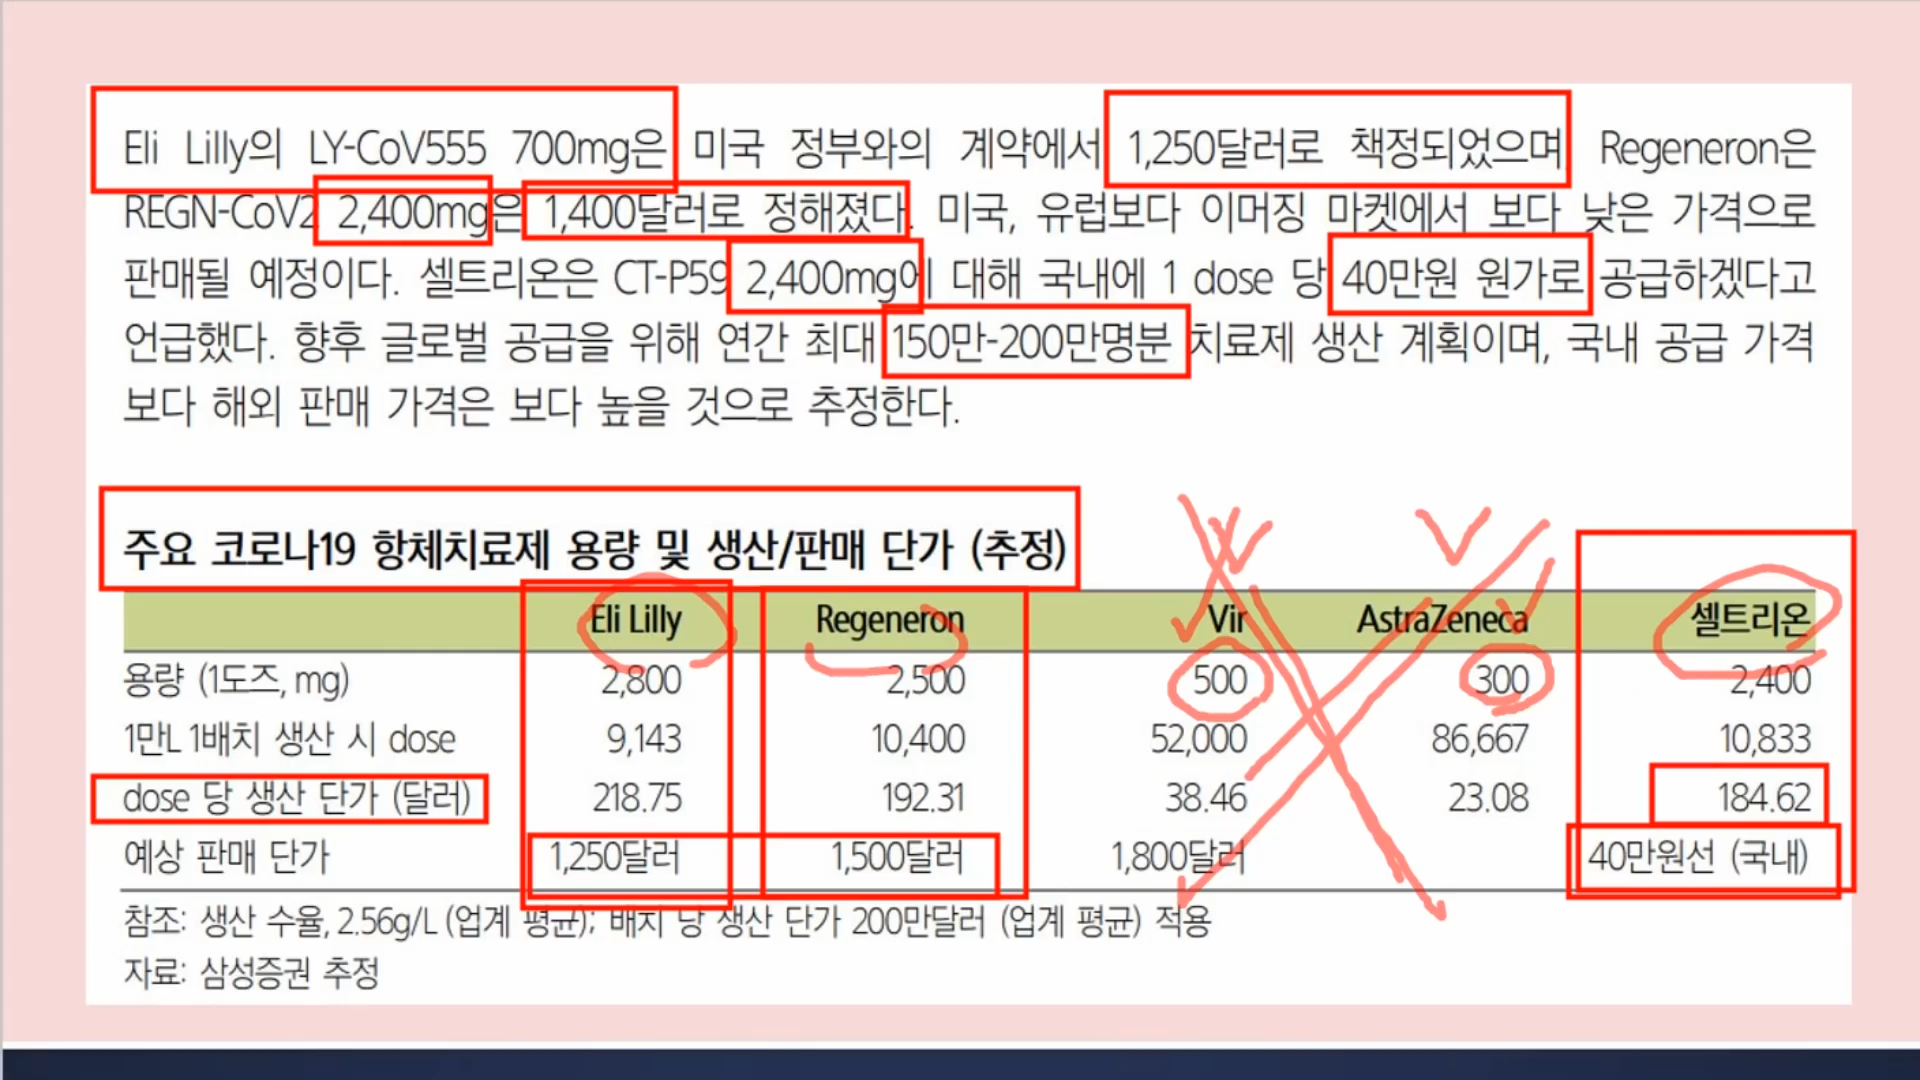 Eli Lilly의 LY-CoV555 700mg은 미국 정부와의 계약에서 1,250달러로 책정되었으며 Regeneron은
REGN-CoV2 2,400mg은 1,400달러로 정해졌다. 미국, 유럽보다 이머징 마켓에서 보다 낮은 가격으로
판매될 예정이다. 셀트리온은 CT-P59 2,400mg에 대해 국내에 1 dose 당 40만원 원가로 공급하겠다고
언급했다. 향후 글로벌 공급을 위해 연간 최대 150만-200만명분 치료제 생산 계획이며, 국내 공급 가격
보다 해외 판매 가격은 보다 높을 것으로 추정한다.
주요 코로나19 항체치료제 용량 및 생산/판매 단가 (추정)
Eli Lilly Regeneron Vir AstraZeneca 셀트리온
용량 (1도즈, mg) 2,800 2,500 500 300 2,400
1만L 1배치 생산 시 dose 9,143 10,400 52,000 86,667 10,833
dose 당 생산 단가 (달러) 218.75 192.31 38.46 23.08 184.62
예상 판매 단가 1,250달러 1,500달러 1,800달러 40만원선 (국내)
참조: 생산 수율, 2.56g/L (업계 평균); 배치 당 생산 단가 200만달러 (업계 평균) 적용
자료: 삼성증권 추정